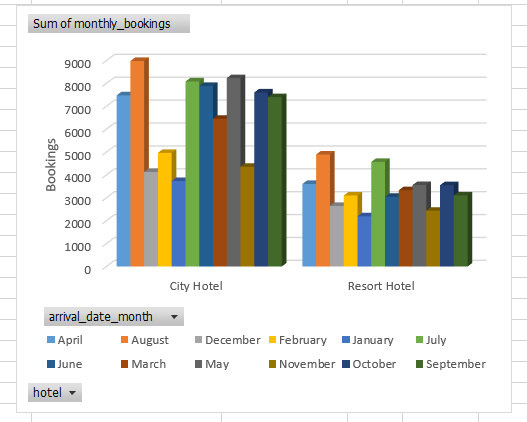 Sum of monthly_bookings
9000
8000
7000
6000
5000
4000
3000
2000
1000
0
Bookings
City Hotel Resort Hotel
arrival_date_month
April August December February January July
June March May November October September
hotel